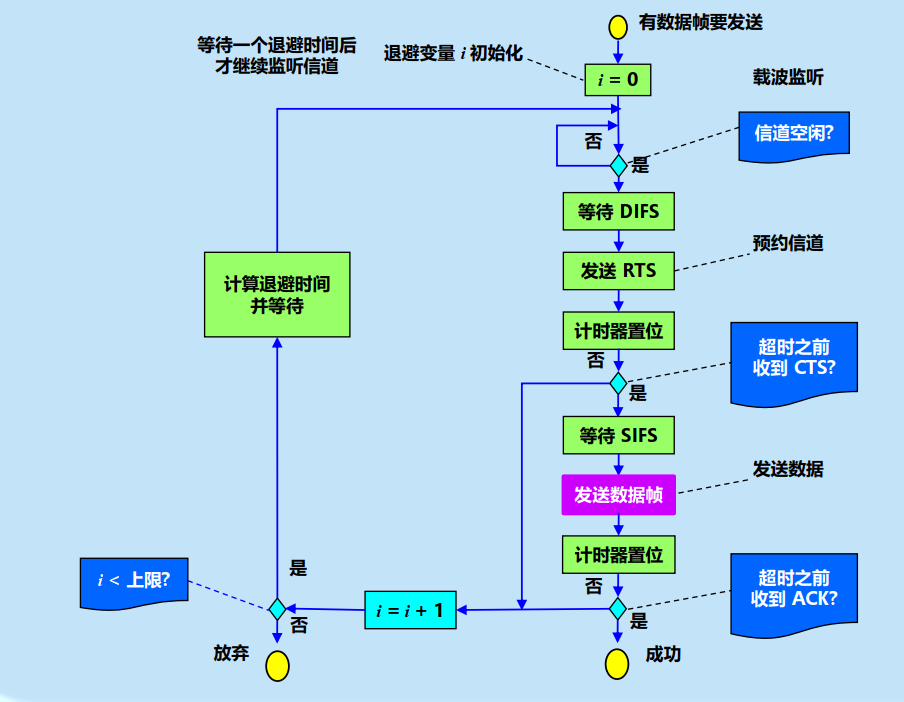 有数据帧要发送
等待一个退避时间后
才继续监听信道
退避变量 i 初始化
i = 0
载波监听
信道空闲?
否
是
等待 DIFS
预约信道
发送 RTS
计算退避时间
并等待
计时器置位
超时之前
收到 CTS?
否
是
等待 SIFS
发送数据
发送数据帧
计时器置位
超时之前
收到 ACK?
否
是
i < 上限?
是
i = i + 1
否
放弃
成功